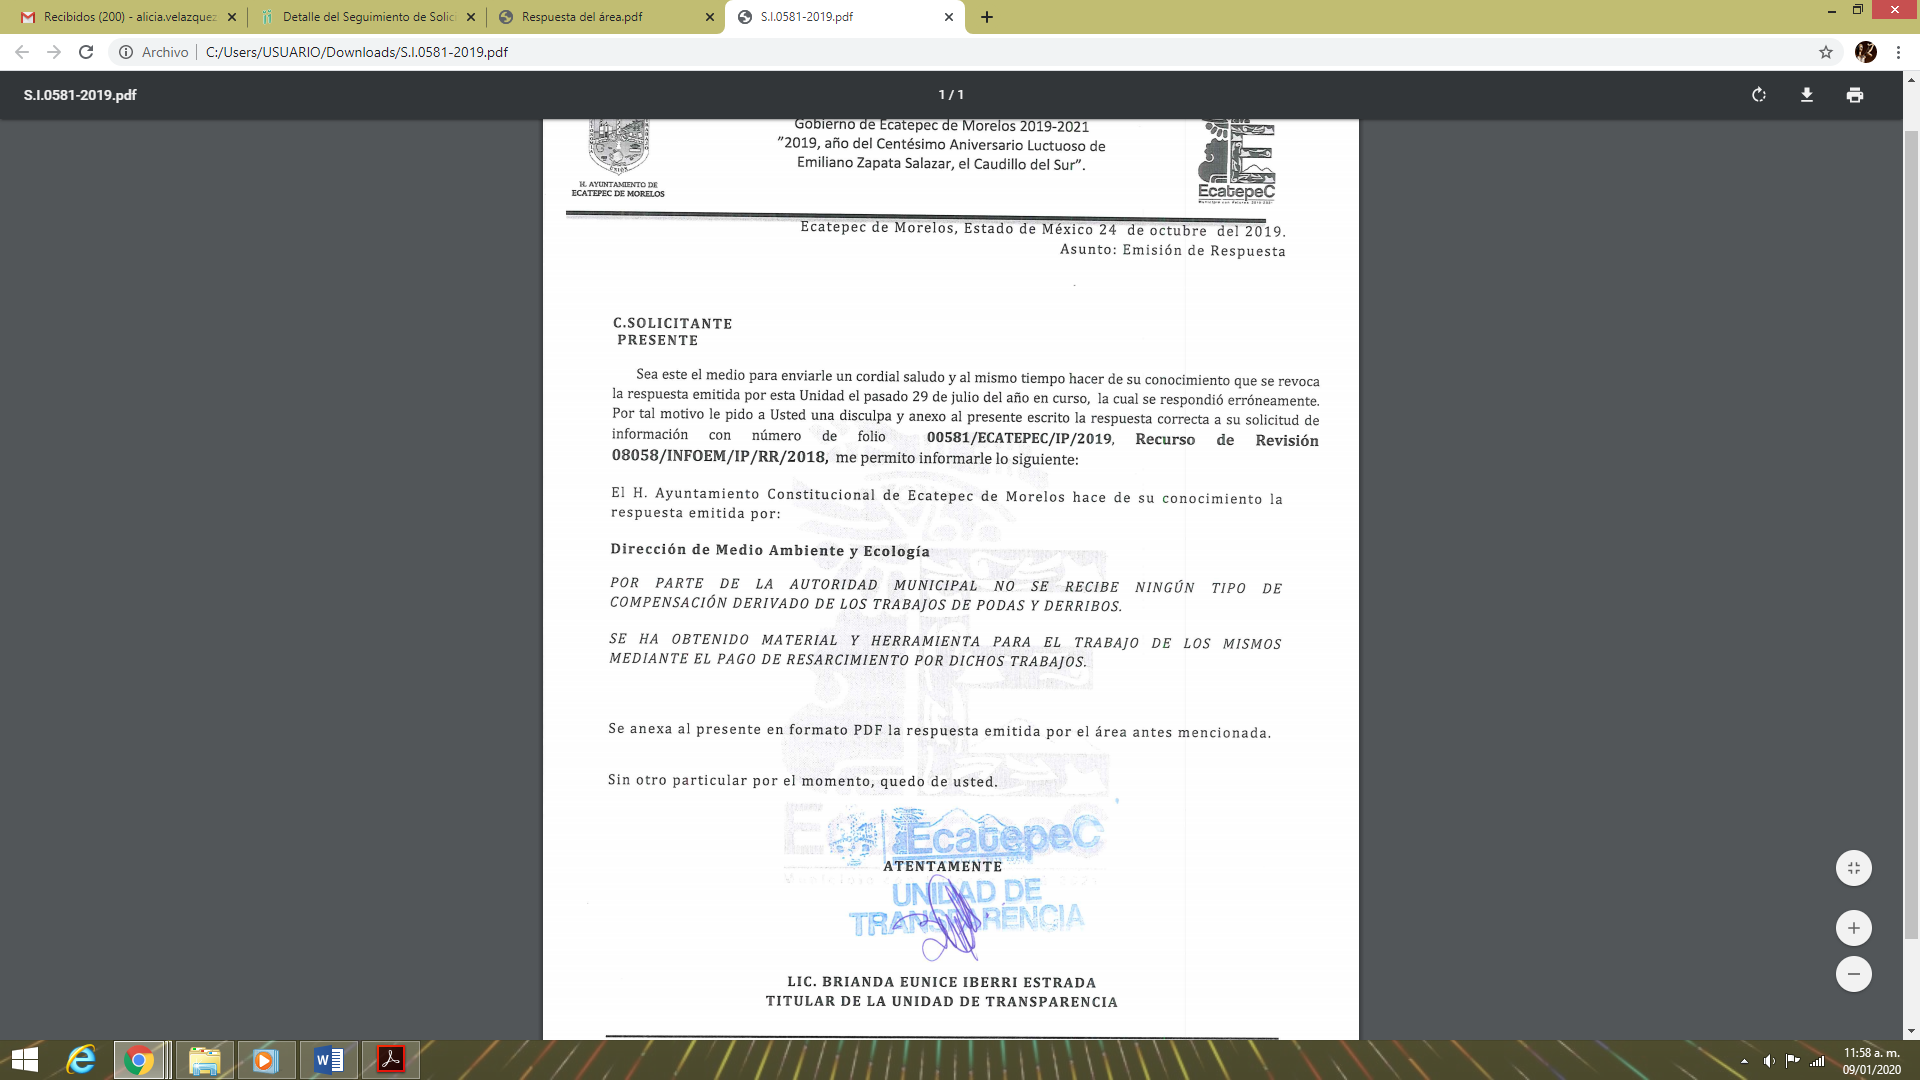 Recibidos (200) - alicia.velazquez
Detalle del Seguimiento de Solici
Respuesta del área.pdf
S.I.0581-2019.pdf
Archivo
C:/Users/USUARIO/Downloads/S.I.0581-2019.pdf
S.I.0581-2019.pdf
1 / 1
Gobierno de Ecatepec de Morelos 2019-2021
”2019, año del Centésimo Aniversario Luctuoso de
Emiliano Zapata Salazar, el Caudillo del Sur”.
H. AYUNTAMIENTO DE
ECATEPEC DE MORELOS
EcatepeC
Ecatepec de Morelos, Estado de México 24 de octubre del 2019.
Asunto: Emisión de Respuesta
C.SOLICITANTE
PRESENTE
Sea este el medio para enviarle un cordial saludo y al mismo tiempo hacer de su conocimiento que se revoca
la respuesta emitida por esta Unidad el pasado 29 de julio del año en curso, la cual se respondió erróneamente.
Por tal motivo le pido a Usted una disculpa y anexo al presente escrito la respuesta correcta a su solicitud de
información con número de folio 00581/ECATEPEC/IP/2019, Recurso de Revisión
08058/INFOEM/IP/RR/2018, me permito informarle lo siguiente:
El H. Ayuntamiento Constitucional de Ecatepec de Morelos hace de su conocimiento la
respuesta emitida por:
Dirección de Medio Ambiente y Ecología
POR PARTE DE LA AUTORIDAD MUNICIPAL NO SE RECIBE NINGÚN TIPO DE
COMPENSACIÓN DERIVADO DE LOS TRABAJOS DE PODAS Y DERRIBOS.
SE HA OBTENIDO MATERIAL Y HERRAMIENTA PARA EL TRABAJO DE LOS MISMOS
MEDIANTE EL PAGO DE RESARCIMIENTO POR DICHOS TRABAJOS.
Se anexa al presente en formato PDF la respuesta emitida por el área antes mencionada.
Sin otro particular por el momento, quedo de usted.
EcatepeC
ATENTAMENTE
UNIDAD DE
TRANSPARENCIA
LIC. BRIANDA EUNICE IBERRI ESTRADA
TITULAR DE LA UNIDAD DE TRANSPARENCIA
11:58 a. m.
09/01/2020